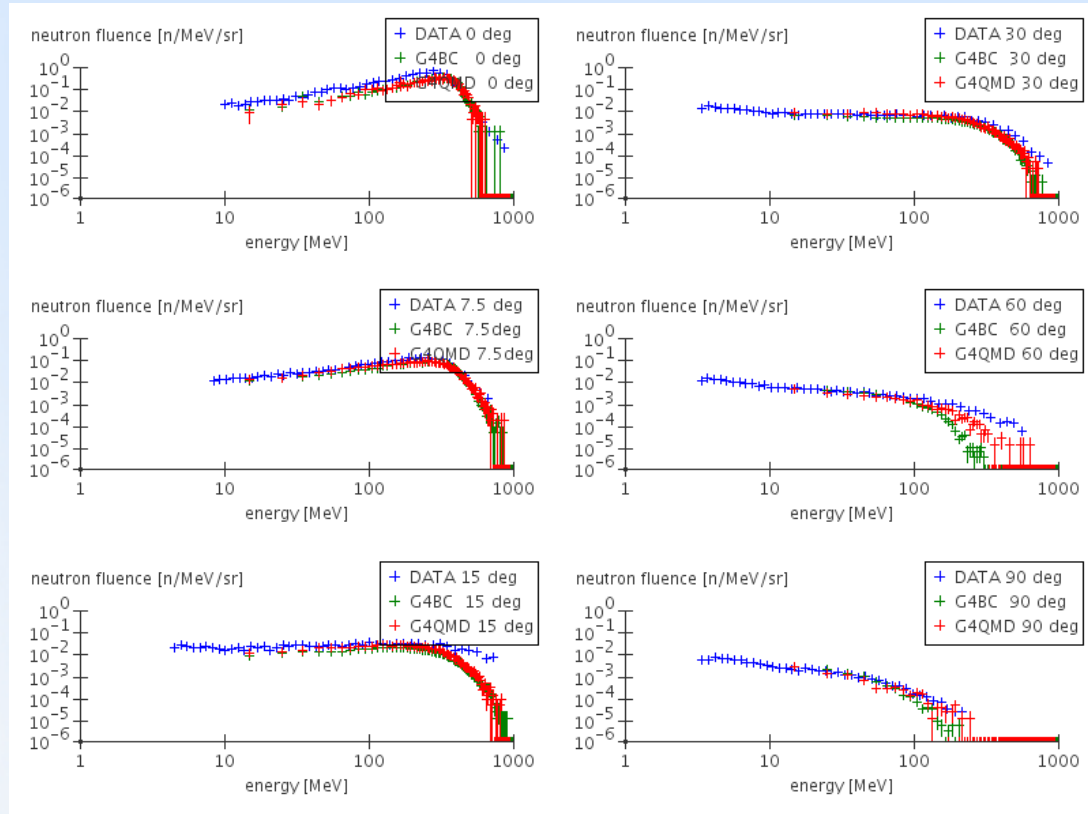 neutron fluence [n/MeV/sr]
DATA 0 deg
G4BC 0 deg
G4QMD 0 deg
10^0
10^-1
10^-2
10^-3
10^-4
10^-5
10^-6
1 10 100 1000
energy [MeV]
neutron fluence [n/MeV/sr]
DATA 30 deg
G4BC 30 deg
G4QMD 30 deg
10^0
10^-1
10^-2
10^-3
10^-4
10^-5
10^-6
1 10 100 1000
energy [MeV]
neutron fluence [n/MeV/sr]
DATA 7.5 deg
G4BC 7.5deg
G4QMD 7.5deg
10^0
10^-1
10^-2
10^-3
10^-4
10^-5
10^-6
1 10 100 1000
energy [MeV]
neutron fluence [n/MeV/sr]
DATA 60 deg
G4BC 60 deg
G4QMD 60 deg
10^0
10^-1
10^-2
10^-3
10^-4
10^-5
10^-6
1 10 100 1000
energy [MeV]
neutron fluence [n/MeV/sr]
DATA 15 deg
G4BC 15 deg
G4QMD 15 deg
10^0
10^-1
10^-2
10^-3
10^-4
10^-5
10^-6
1 10 100 1000
energy [MeV]
neutron fluence [n/MeV/sr]
DATA 90 deg
G4BC 90 deg
G4QMD 90 deg
10^0
10^-1
10^-2
10^-3
10^-4
10^-5
10^-6
1 10 100 1000
energy [MeV]